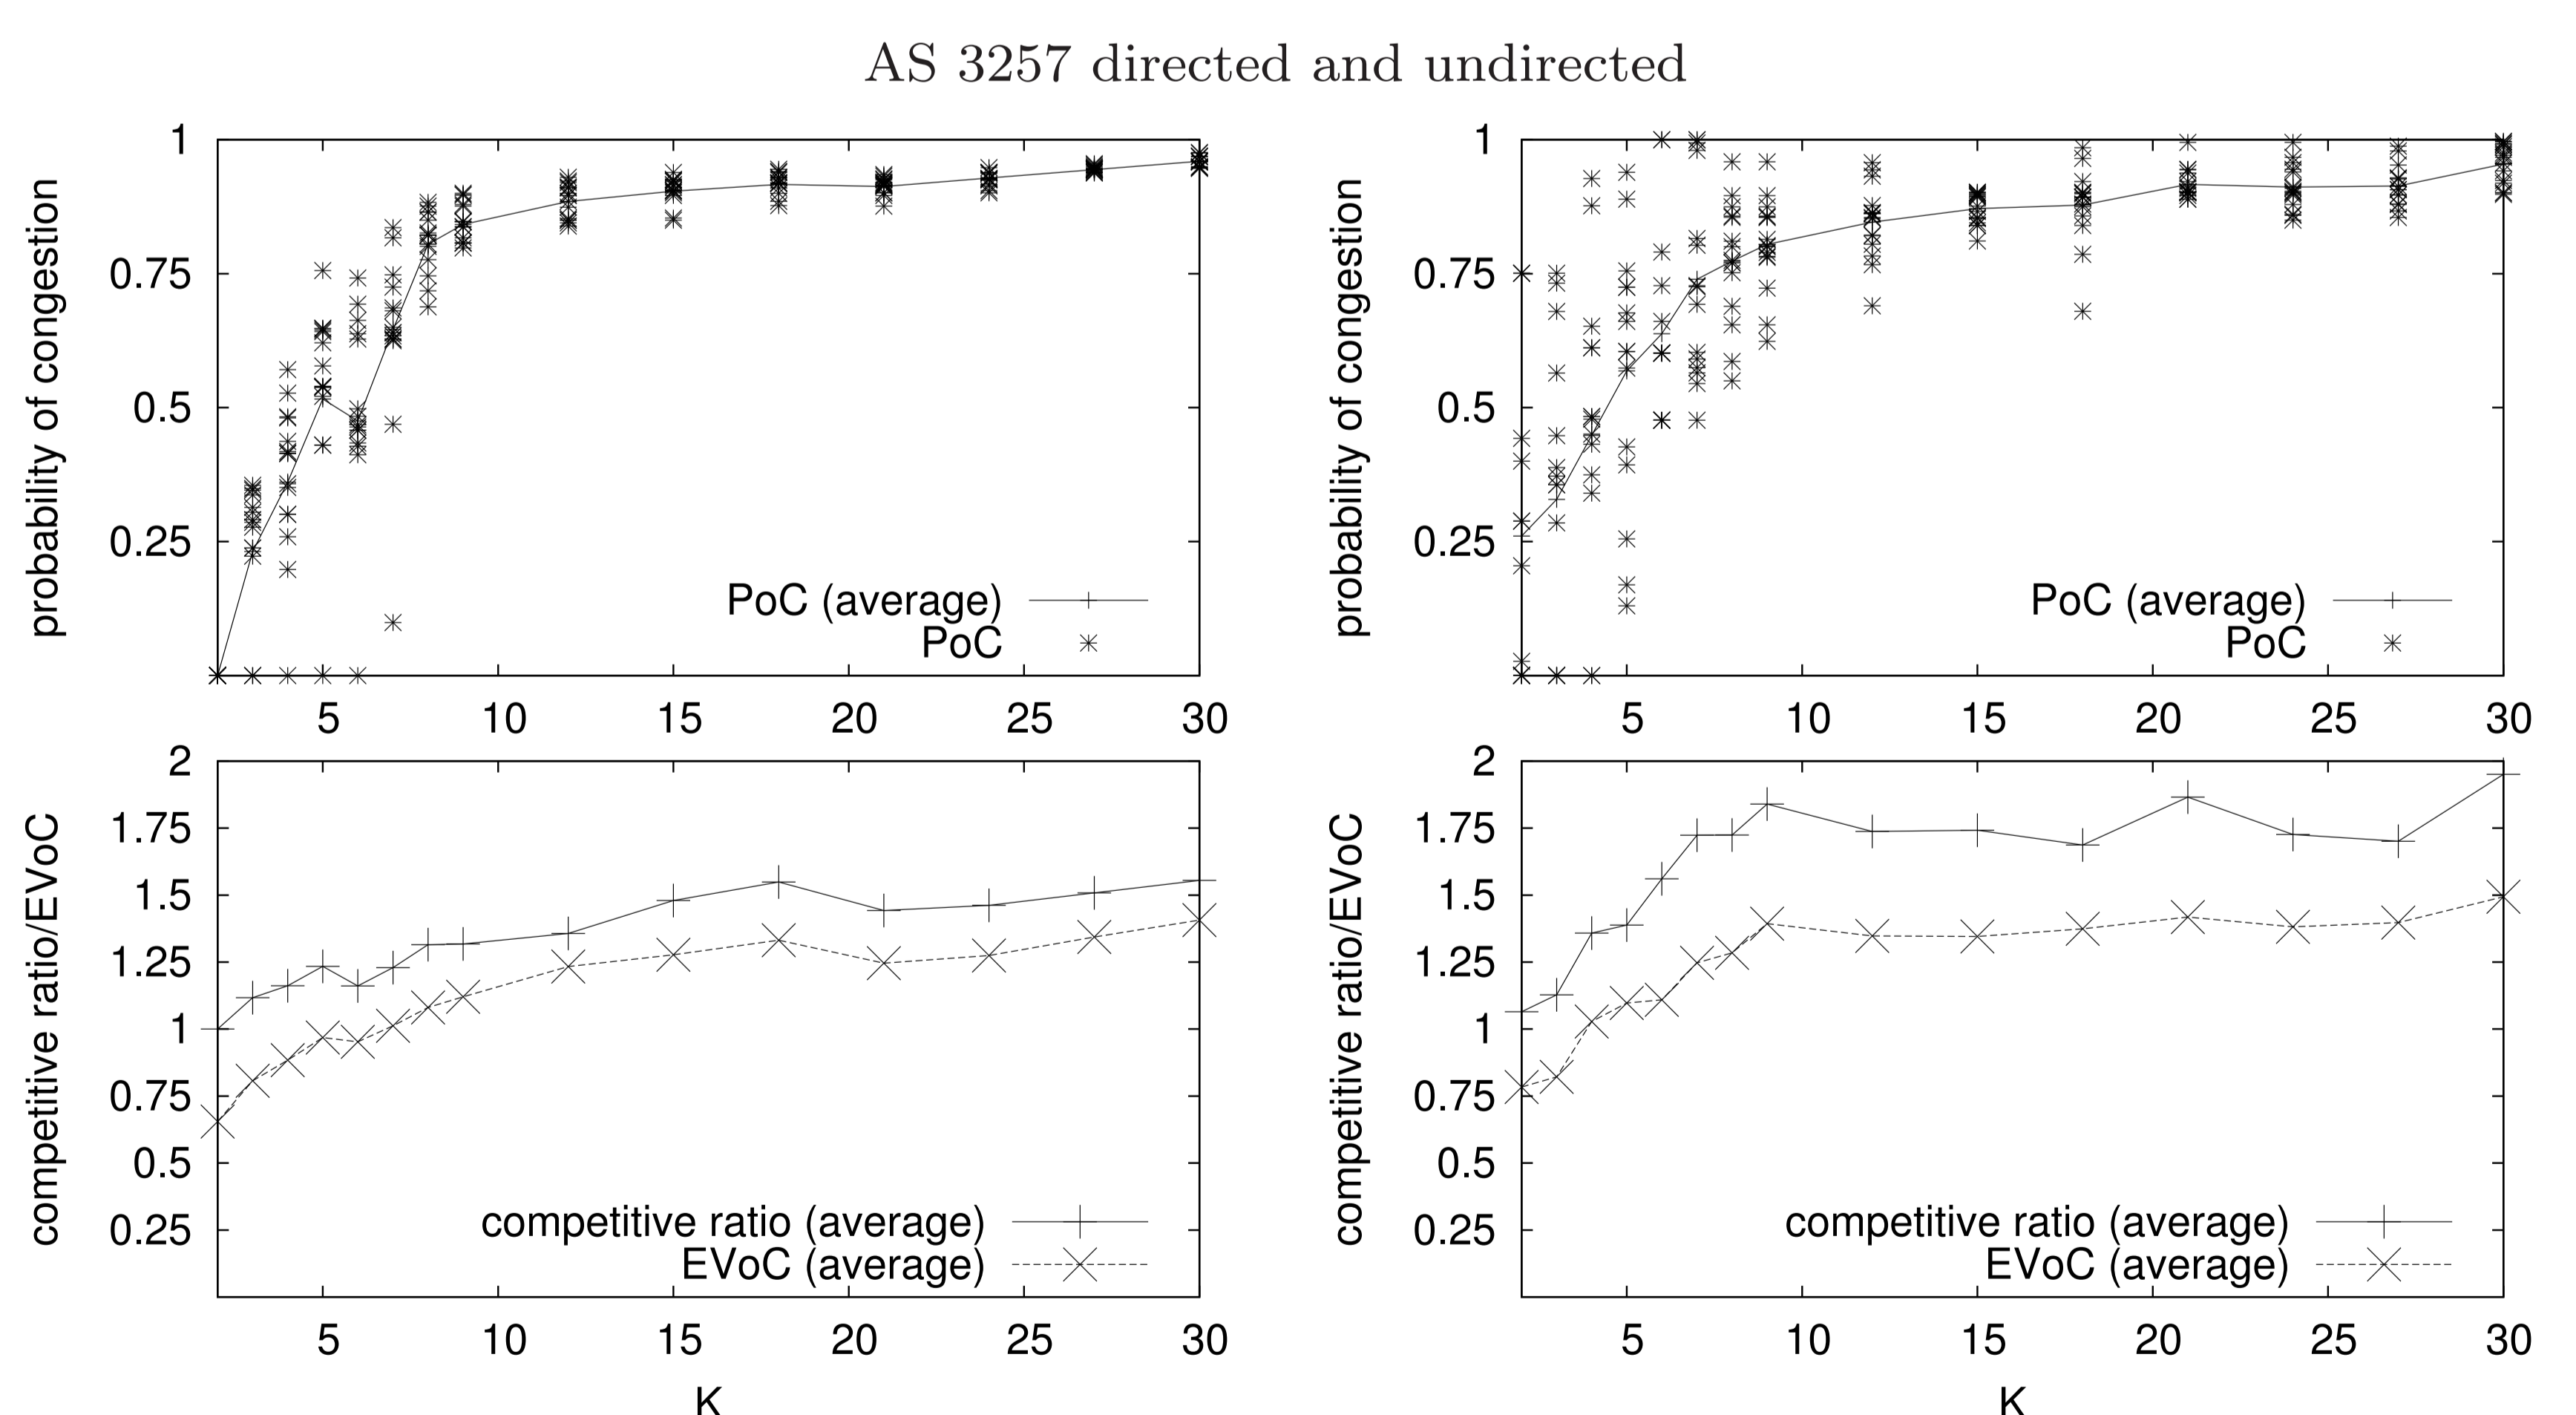 AS 3257 directed and undirected
probability of congestion
1
0.75
0.5
0.25
PoC (average)
PoC
5 10 15 20 25 30
probability of congestion
1
0.75
0.5
0.25
PoC (average)
PoC
5 10 15 20 25 30
competitive ratio/EVoC
2
1.75
1.5
1.25
1
0.75
0.5
0.25
competitive ratio (average)
EVoC (average)
5 10 15 20 25 30
K
competitive ratio/EVoC
2
1.75
1.5
1.25
1
0.75
0.5
0.25
competitive ratio (average)
EVoC (average)
5 10 15 20 25 30
K